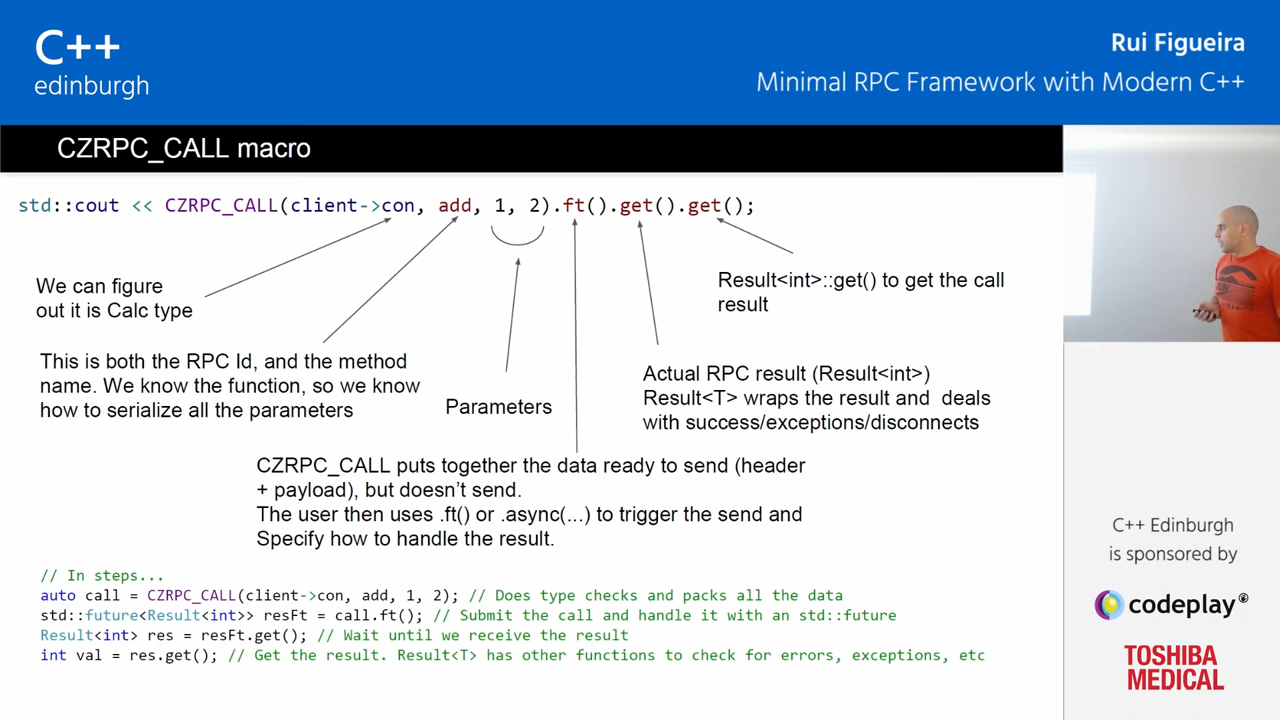 C++
edinburgh
Rui Figueira
Minimal RPC Framework with Modern C++
CZRPC_CALL macro
std::cout << CZRPC_CALL(client->con, add, 1, 2).ft().get().get();
We can figure
out it is Calc type
Result<int>::get() to get the call
result
This is both the RPC Id, and the method
name. We know the function, so we know
how to serialize all the parameters
Parameters
Actual RPC result (Result<int>)
Result<T> wraps the result and deals
with success/exceptions/disconnects
CZRPC_CALL puts together the data ready to send (header
+ payload), but doesn't send.
The user then uses .ft() or .async(...) to trigger the send and
Specify how to handle the result.
// In steps...
auto call = CZRPC_CALL(client->con, add, 1, 2); // Does type checks and packs all the data
std::future<Result<int>> resFt = call.ft(); // Submit the call and handle it with an std::future
Result<int> res = resFt.get(); // Wait until we receive the result
int val = res.get(); // Get the result. Result<T> has other functions to check for errors, exceptions, etc
C++ Edinburgh
is sponsored by
codeplay
TOSHIBA
MEDICAL